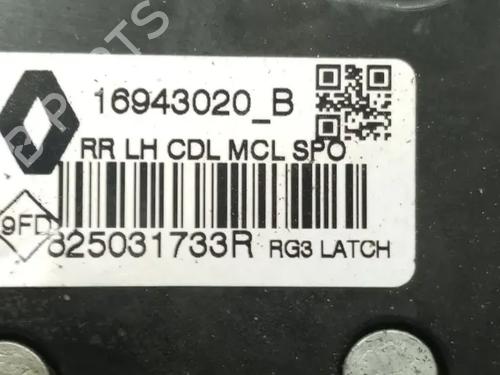 16943020_B
RR LH CDL MCL SPO
9FD
825031733R RG3 LATCH